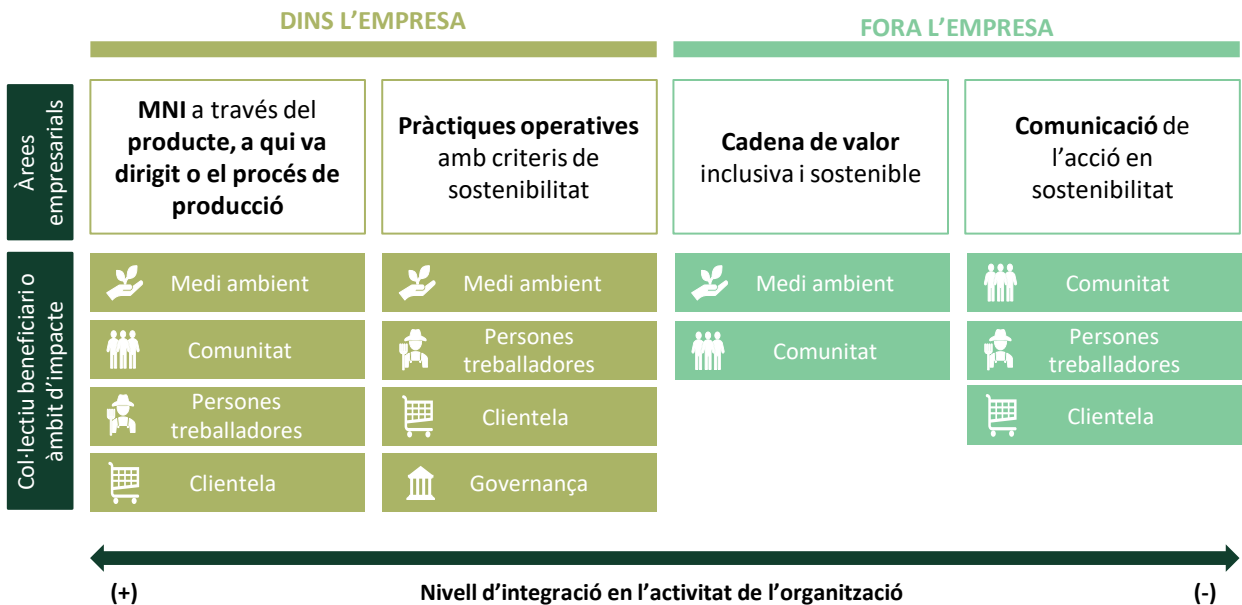 DINS L’EMPRESA
FORA L’EMPRESA
Àrees
empresarials
MNI a través del
producte, a qui va
dirigit o el procés de
producció
Pràctiques operatives
amb criteris de
sostenibilitat
Cadena de valor
inclusiva i sostenible
Comunicació de
l’acció en
sostenibilitat
Col·lectiu beneficiari o
àmbit d’impacte
Medi ambient
Comunitat
Persones
treballadores
Clientela
Medi ambient
Persones
treballadores
Clientela
Governança
Medi ambient
Comunitat
Comunitat
Persones
treballadores
Clientela
(+)
Nivell d’integració en l’activitat de l’organització
(-)